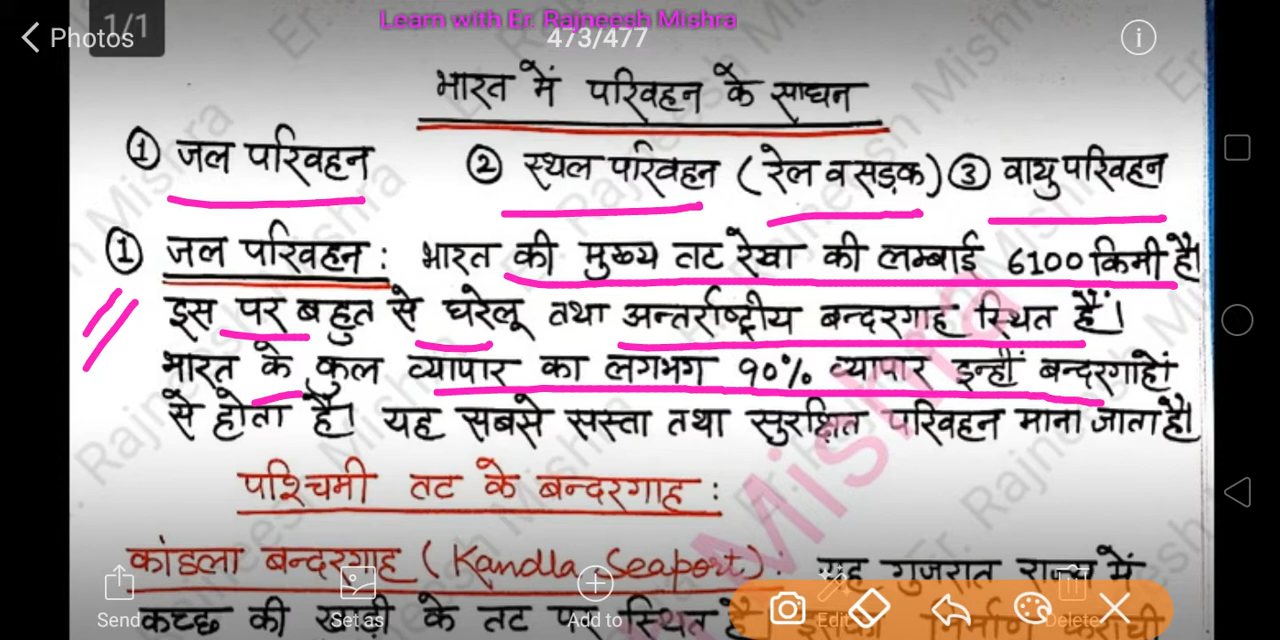 Learn with Er. Rajneesh Mishra
1/1
Photos
473/477
भारत में परिवहन के साधन
① जल परिवहन ② स्थल परिवहन (रेल व सड़क) ③ वायु परिवहन
① जल परिवहन : भारत की मुख्य तट रेखा की लम्बाई 6100 किमी है।
इस पर बहुत से घरेलू तथा अन्तर्राष्ट्रीय बन्दरगाह स्थित हैं।
भारत के कुल व्यापार का लगभग ९०% व्यापार इन्हीं बन्दरगाहों
से होता है। यह सबसे सस्ता तथा सुरक्षित परिवहन माना जाता है।
पश्चिमी तट के बन्दरगाह :
कांडला बन्दरगाह (Kandla Seaport) : यह गुजरात राज्य में
कच्छ की खाड़ी के तट पर स्थित है
Send Set as Add to Edit Delete
Er. Rajneesh Mishra